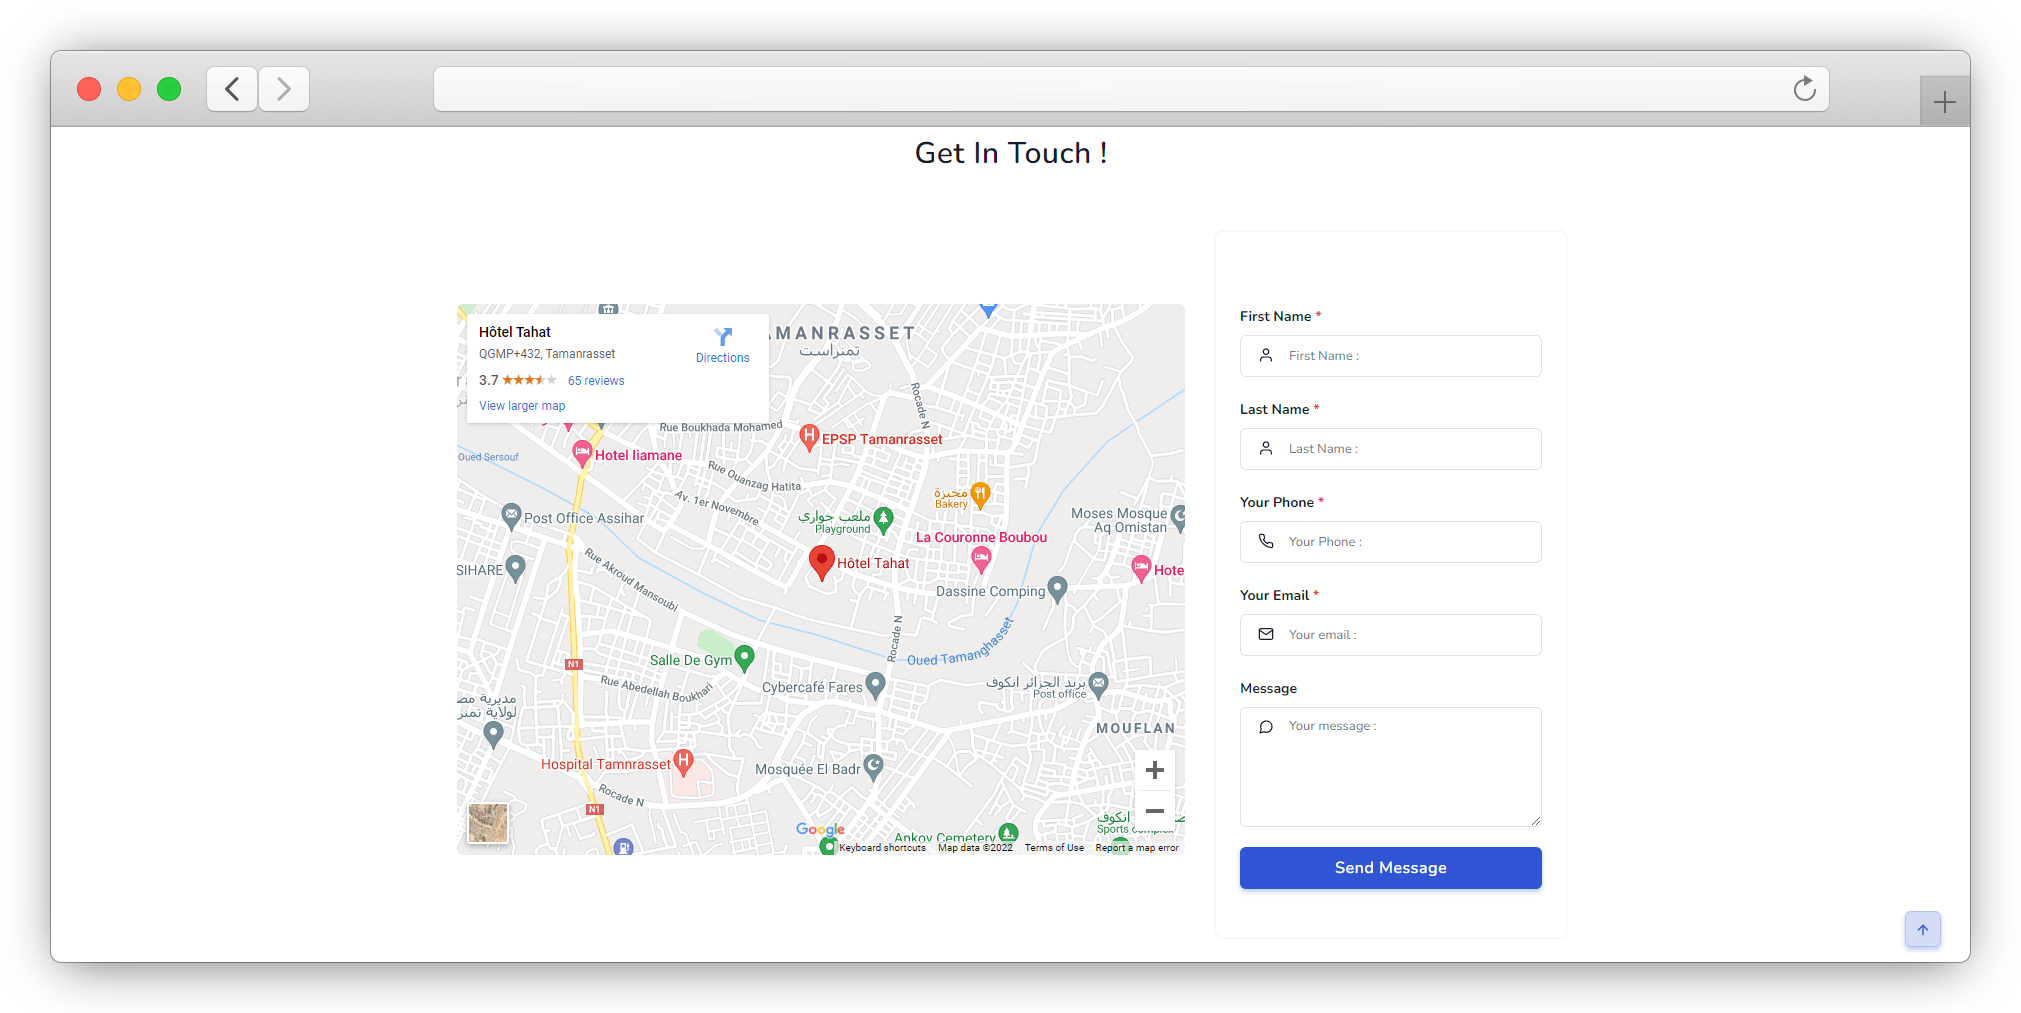 Get In Touch !
Hôtel Tahat
QGMP+432, Tamanrasset
3.7
65 reviews
View larger map
Directions
AMANRASSET
تمنراست
Rocade N
Rue Boukhada Mohamed
EPSP Tamanrasset
Oued Sersouf
Hotel Iiamane
Rue Ouanzag Hatita
Av. 1er Novembre
مخبزة
Bakery
Post Office Assihar
ملعب جواري
Playground
Moses Mosque
Aq Omistan
La Couronne Boubou
SIHARE
Rue Akroud Mansoubi
Hôtel Tahat
Hote
Dassine Comping
Rocade N
Oued Tamanghasset
Salle De Gym
N1
Rue Abedellah Boukhari
Cybercafé Fares
بريد الجزائر انكوف
Post office
مديرية مص
لولاية تمنر
MOUFLAN
Hospital Tamnrasset
Mosquée El Badr
Rocade N
N1
Google
Ankov Cemetery
انكوف
Sports complex
Keyboard shortcuts
Map data ©2022
Terms of Use
Report a map error
First Name *
First Name :
Last Name *
Last Name :
Your Phone *
Your Phone :
Your Email *
Your email :
Message
Your message :
Send Message